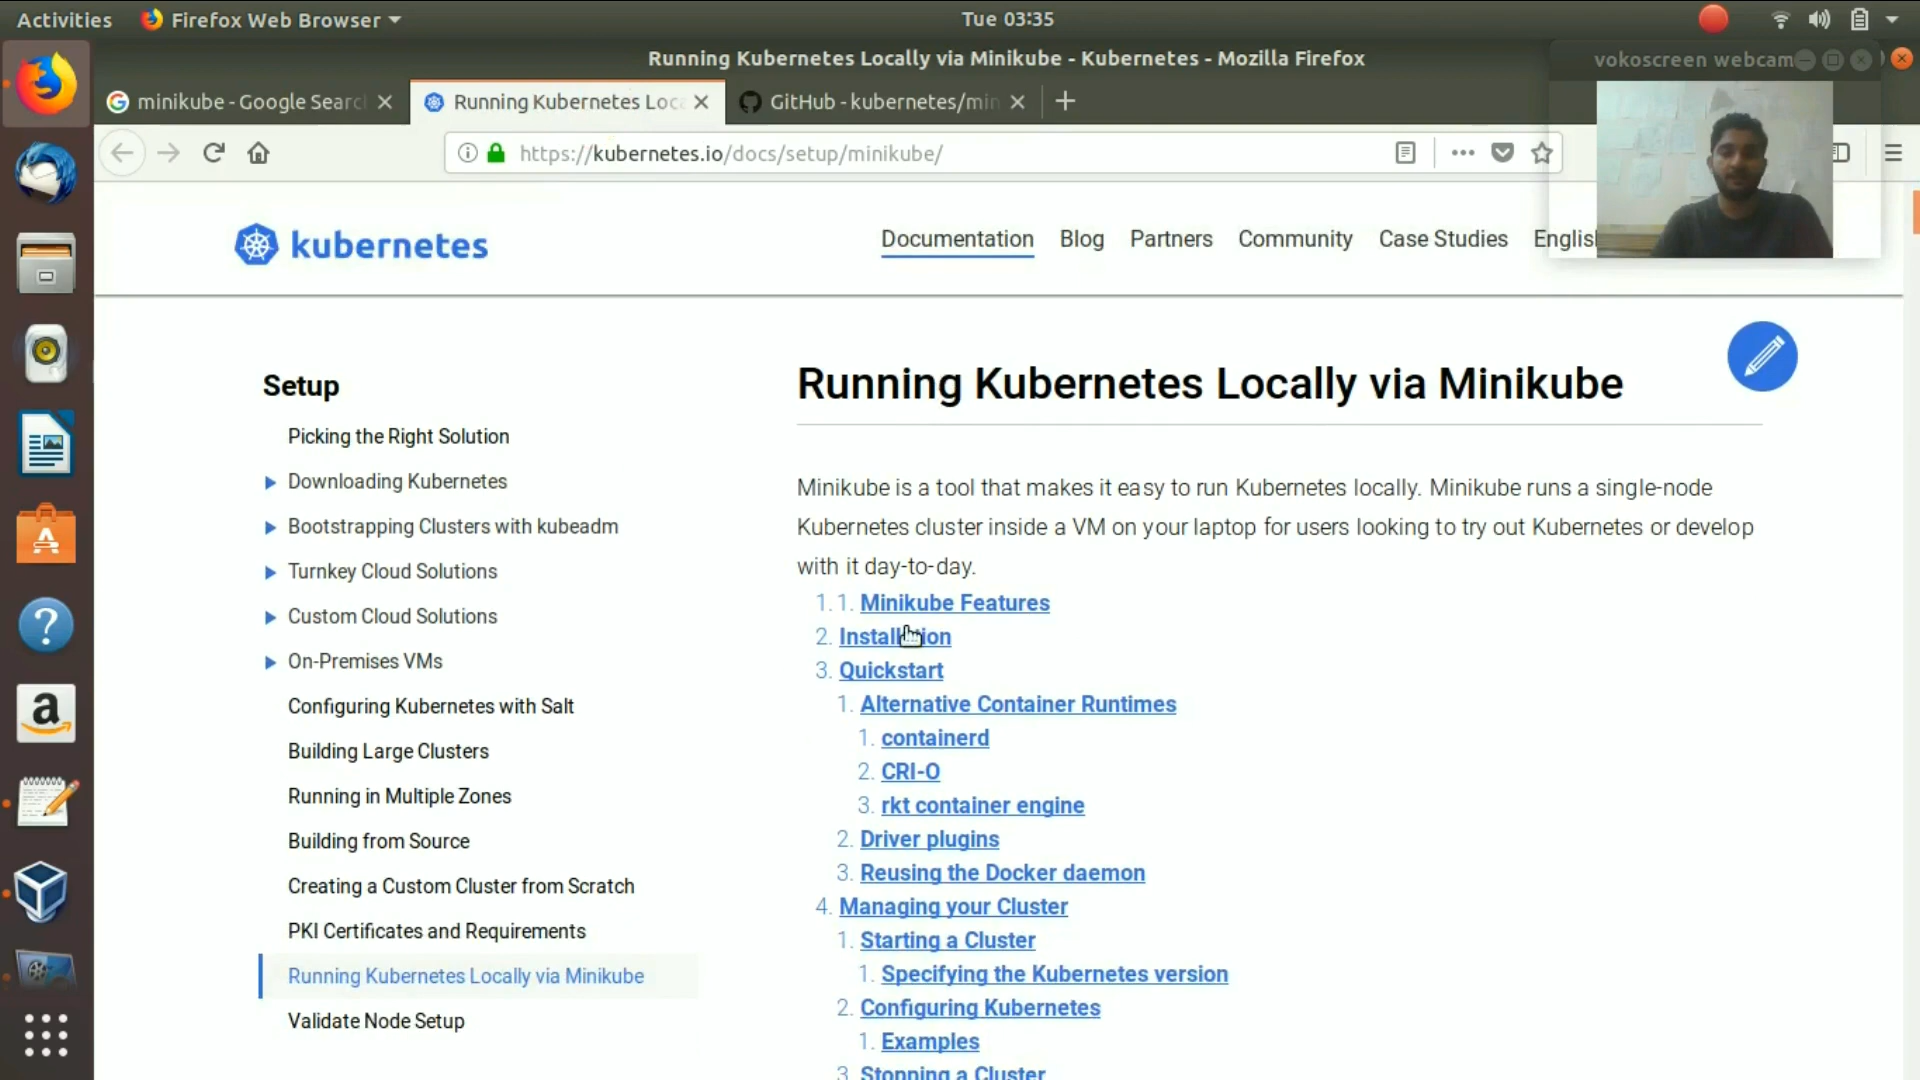 Activities
Firefox Web Browser
Tue 03:35
Running Kubernetes Locally via Minikube - Kubernetes - Mozilla Firefox
vokoscreen webcam
minikube - Google Searc
Running Kubernetes Loc
GitHub - kubernetes/min
https://kubernetes.io/docs/setup/minikube/
kubernetes
Documentation
Blog
Partners
Community
Case Studies
English
Setup
Picking the Right Solution
Downloading Kubernetes
Bootstrapping Clusters with kubeadm
Turnkey Cloud Solutions
Custom Cloud Solutions
On-Premises VMs
Configuring Kubernetes with Salt
Building Large Clusters
Running in Multiple Zones
Building from Source
Creating a Custom Cluster from Scratch
PKI Certificates and Requirements
Running Kubernetes Locally via Minikube
Validate Node Setup
Running Kubernetes Locally via Minikube
Minikube is a tool that makes it easy to run Kubernetes locally. Minikube runs a single-node
Kubernetes cluster inside a VM on your laptop for users looking to try out Kubernetes or develop
with it day-to-day.
1. 1. Minikube Features
2. Installation
3. Quickstart
1. Alternative Container Runtimes
1. containerd
2. CRI-O
3. rkt container engine
2. Driver plugins
3. Reusing the Docker daemon
4. Managing your Cluster
1. Starting a Cluster
1. Specifying the Kubernetes version
2. Configuring Kubernetes
1. Examples
3. Stopping a Cluster